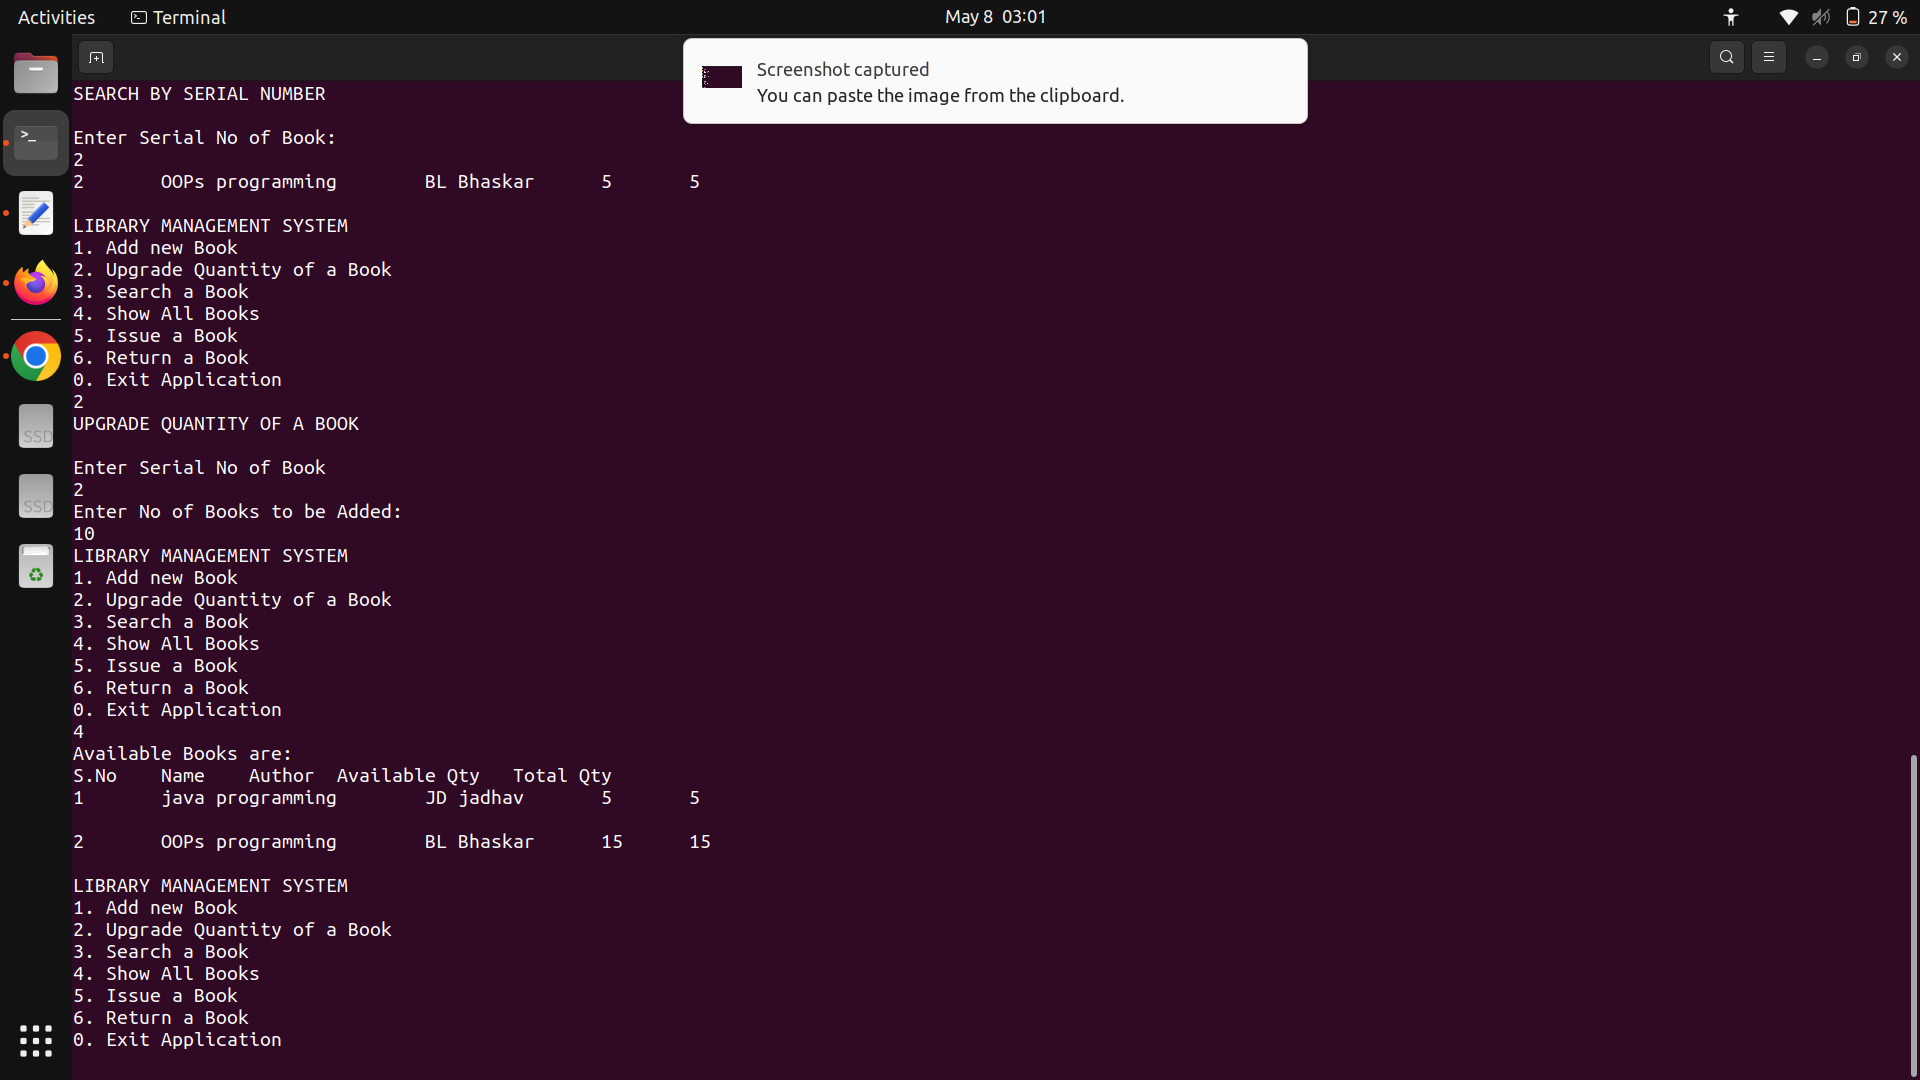 Activities Terminal May 8 03:01 27 %
Screenshot captured
You can paste the image from the clipboard.
SEARCH BY SERIAL NUMBER
Enter Serial No of Book:
2
2 OOPs programming BL Bhaskar 5 5
LIBRARY MANAGEMENT SYSTEM
1. Add new Book
2. Upgrade Quantity of a Book
3. Search a Book
4. Show All Books
5. Issue a Book
6. Return a Book
0. Exit Application
2
UPGRADE QUANTITY OF A BOOK
Enter Serial No of Book
2
Enter No of Books to be Added:
10
LIBRARY MANAGEMENT SYSTEM
1. Add new Book
2. Upgrade Quantity of a Book
3. Search a Book
4. Show All Books
5. Issue a Book
6. Return a Book
0. Exit Application
4
Available Books are:
S.No Name Author Available Qty Total Qty
1 java programming JD jadhav 5 5
2 OOPs programming BL Bhaskar 15 15
LIBRARY MANAGEMENT SYSTEM
1. Add new Book
2. Upgrade Quantity of a Book
3. Search a Book
4. Show All Books
5. Issue a Book
6. Return a Book
0. Exit Application
SSD
SSD